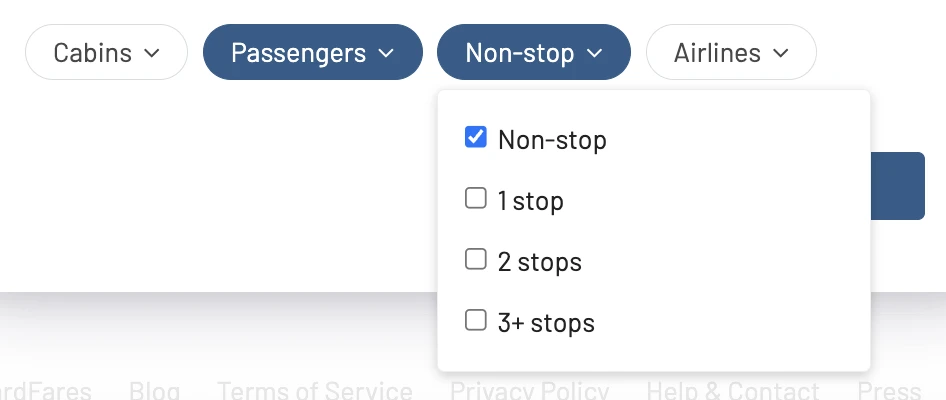 Cabins Passengers Non-stop Airlines
Non-stop
1 stop
2 stops
3+ stops
rdFares Blog Terms of Service Privacy Policy Help & Contact Press